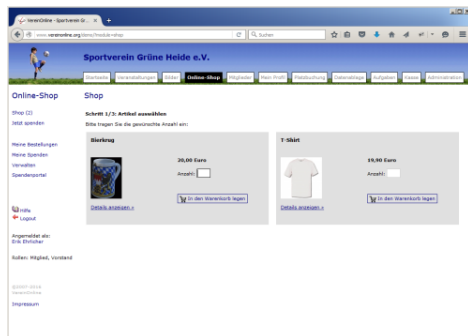 VereinOnline - Sportverein Gr...
www.vereinonline.org/demo/?module=shop
Suchen
Sportverein Grüne Heide e.V.
Startseite Veranstaltungen Bilder Online-Shop Mitglieder Mein Profil Platzbuchung Dateiablage Aufgaben Kasse Administration
Online-Shop
Shop
Shop (2)
Jetzt spenden
Meine Bestellungen
Meine Spenden
Verwalten
Spendenportal
Hilfe
Logout
Angemeldet als:
Erik Ehrlicher
Rollen: Mitglied, Vorstand
VereinOnline
Impressum
Schritt 1/3: Artikel auswählen
Bitte tragen Sie die gewünschte Anzahl ein:
Bierkrug
20,00 Euro
Anzahl:
In den Warenkorb legen
Details anzeigen »
T-Shirt
19,90 Euro
Anzahl:
In den Warenkorb legen
Details anzeigen »